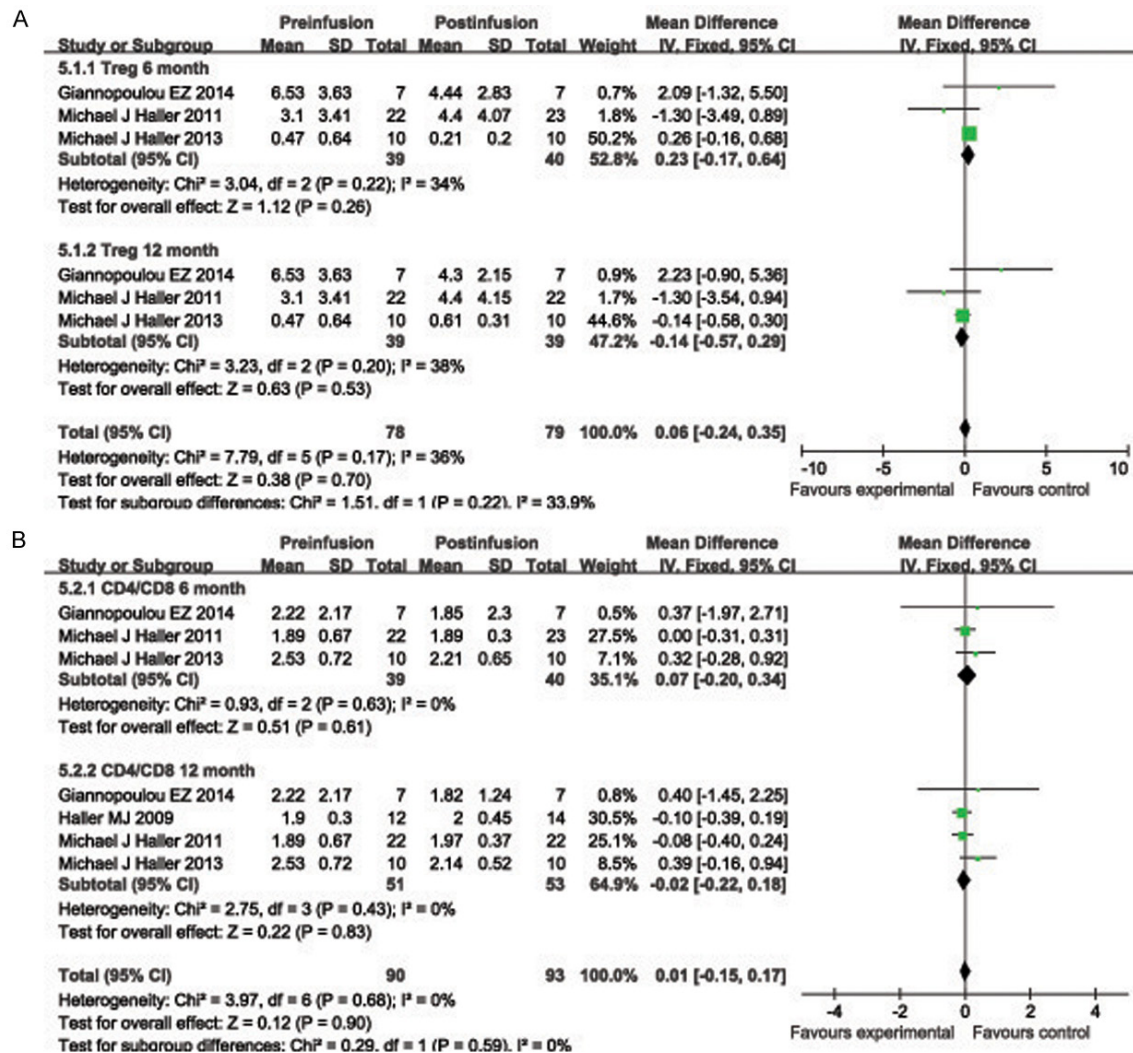 A
Preinfusion Postinfusion Mean Difference Mean Difference
Study or Subgroup Mean SD Total Mean SD Total Weight IV, Fixed, 95% CI IV, Fixed, 95% CI
5.1.1 Treg 6 month
Giannopoulou EZ 2014 6.53 3.63 7 4.44 2.83 7 0.7% 2.09 [-1.32, 5.50]
Michael J Haller 2011 3.1 3.41 22 4.4 4.07 23 1.8% -1.30 [-3.49, 0.89]
Michael J Haller 2013 0.47 0.64 10 0.21 0.2 10 50.2% 0.26 [-0.16, 0.68]
Subtotal (95% CI) 39 40 52.8% 0.23 [-0.17, 0.64]
Heterogeneity: Chi² = 3.04, df = 2 (P = 0.22); I² = 34%
Test for overall effect: Z = 1.12 (P = 0.26)
5.1.2 Treg 12 month
Giannopoulou EZ 2014 6.53 3.63 7 4.3 2.15 7 0.9% 2.23 [-0.90, 5.36]
Michael J Haller 2011 3.1 3.41 22 4.4 4.15 22 1.7% -1.30 [-3.54, 0.94]
Michael J Haller 2013 0.47 0.64 10 0.61 0.31 10 44.6% -0.14 [-0.58, 0.30]
Subtotal (95% CI) 39 39 47.2% -0.14 [-0.57, 0.29]
Heterogeneity: Chi² = 3.23, df = 2 (P = 0.20); I² = 38%
Test for overall effect: Z = 0.63 (P = 0.53)
Total (95% CI) 78 79 100.0% 0.06 [-0.24, 0.35]
Heterogeneity: Chi² = 7.79, df = 5 (P = 0.17); I² = 36%
Test for overall effect: Z = 0.38 (P = 0.70)
Test for subgroup differences: Chi² = 1.51, df = 1 (P = 0.22), I² = 33.9%
-10 -5 0 5 10
Favours experimental Favours control
B
Preinfusion Postinfusion Mean Difference Mean Difference
Study or Subgroup Mean SD Total Mean SD Total Weight IV, Fixed, 95% CI IV, Fixed, 95% CI
5.2.1 CD4/CD8 6 month
Giannopoulou EZ 2014 2.22 2.17 7 1.85 2.3 7 0.5% 0.37 [-1.97, 2.71]
Michael J Haller 2011 1.89 0.67 22 1.89 0.3 23 27.5% 0.00 [-0.31, 0.31]
Michael J Haller 2013 2.53 0.72 10 2.21 0.65 10 7.1% 0.32 [-0.28, 0.92]
Subtotal (95% CI) 39 40 35.1% 0.07 [-0.20, 0.34]
Heterogeneity: Chi² = 0.93, df = 2 (P = 0.63); I² = 0%
Test for overall effect: Z = 0.51 (P = 0.61)
5.2.2 CD4/CD8 12 month
Giannopoulou EZ 2014 2.22 2.17 7 1.82 1.24 7 0.8% 0.40 [-1.45, 2.25]
Haller MJ 2009 1.9 0.3 12 2 0.45 14 30.5% -0.10 [-0.39, 0.19]
Michael J Haller 2011 1.89 0.67 22 1.97 0.37 22 25.1% -0.08 [-0.40, 0.24]
Michael J Haller 2013 2.53 0.72 10 2.14 0.52 10 8.5% 0.39 [-0.16, 0.94]
Subtotal (95% CI) 51 53 64.9% -0.02 [-0.22, 0.18]
Heterogeneity: Chi² = 2.75, df = 3 (P = 0.43); I² = 0%
Test for overall effect: Z = 0.22 (P = 0.83)
Total (95% CI) 90 93 100.0% 0.01 [-0.15, 0.17]
Heterogeneity: Chi² = 3.97, df = 6 (P = 0.68); I² = 0%
Test for overall effect: Z = 0.12 (P = 0.90)
Test for subgroup differences: Chi² = 0.29, df = 1 (P = 0.59), I² = 0%
-4 -2 0 2 4
Favours experimental Favours control